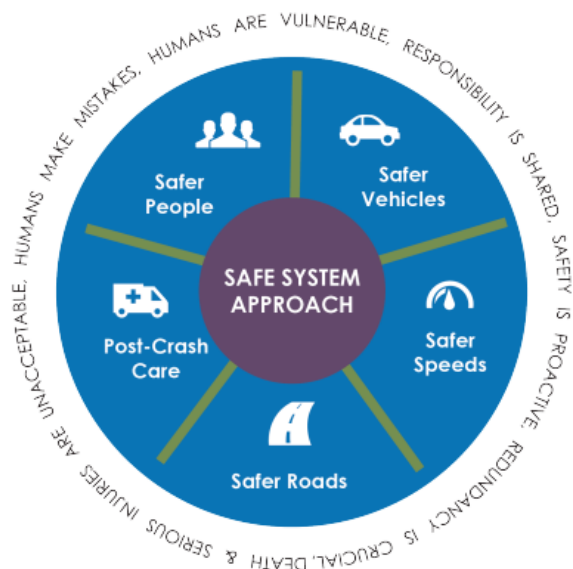 HUMANS MAKE MISTAKES, HUMANS ARE VULNERABLE, RESPONSIBILITY IS SHARED, SAFETY IS PROACTIVE, REDUNDANCY IS CRUCIAL, DEATH & SERIOUS INJURIES ARE UNACCEPTABLE,
Safer
People
Safer
Vehicles
SAFE SYSTEM
APPROACH
Post-Crash
Care
Safer
Speeds
Safer Roads